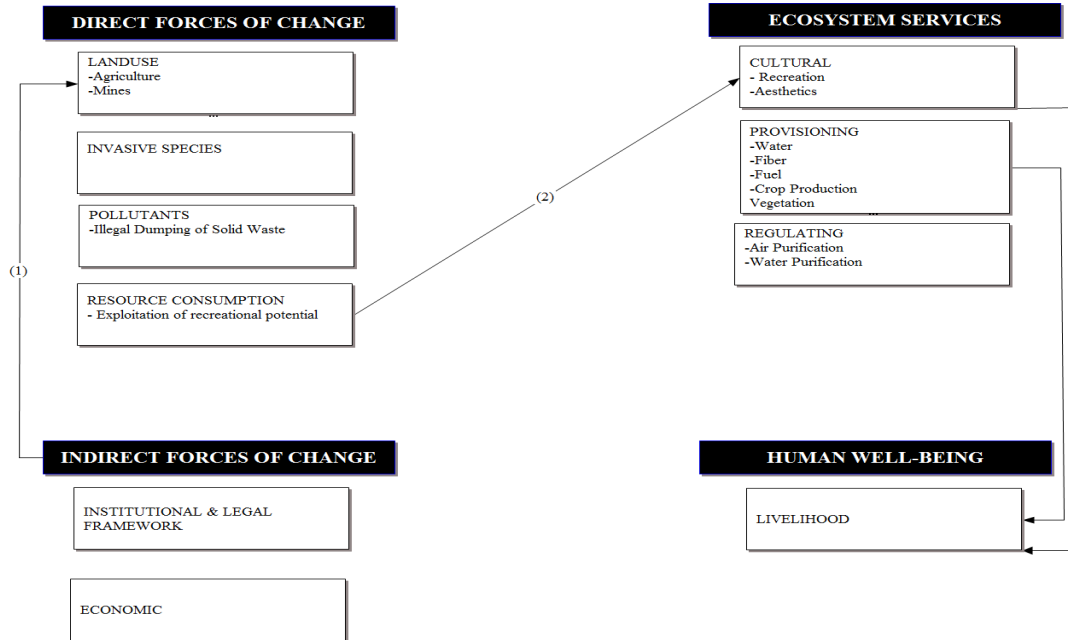 DIRECT FORCES OF CHANGE
LANDUSE
-Agriculture
-Mines
...
INVASIVE SPECIES
POLLUTANTS
-Illegal Dumping of Solid Waste
RESOURCE CONSUMPTION
- Exploitation of recreational potential
(1)
(2)
ECOSYSTEM SERVICES
CULTURAL
- Recreation
-Aesthetics
PROVISIONING
-Water
-Fiber
-Fuel
-Crop Production
Vegetation
...
REGULATING
-Air Purification
-Water Purification
INDIRECT FORCES OF CHANGE
INSTITUTIONAL & LEGAL
FRAMEWORK
ECONOMIC
HUMAN WELL-BEING
LIVELIHOOD